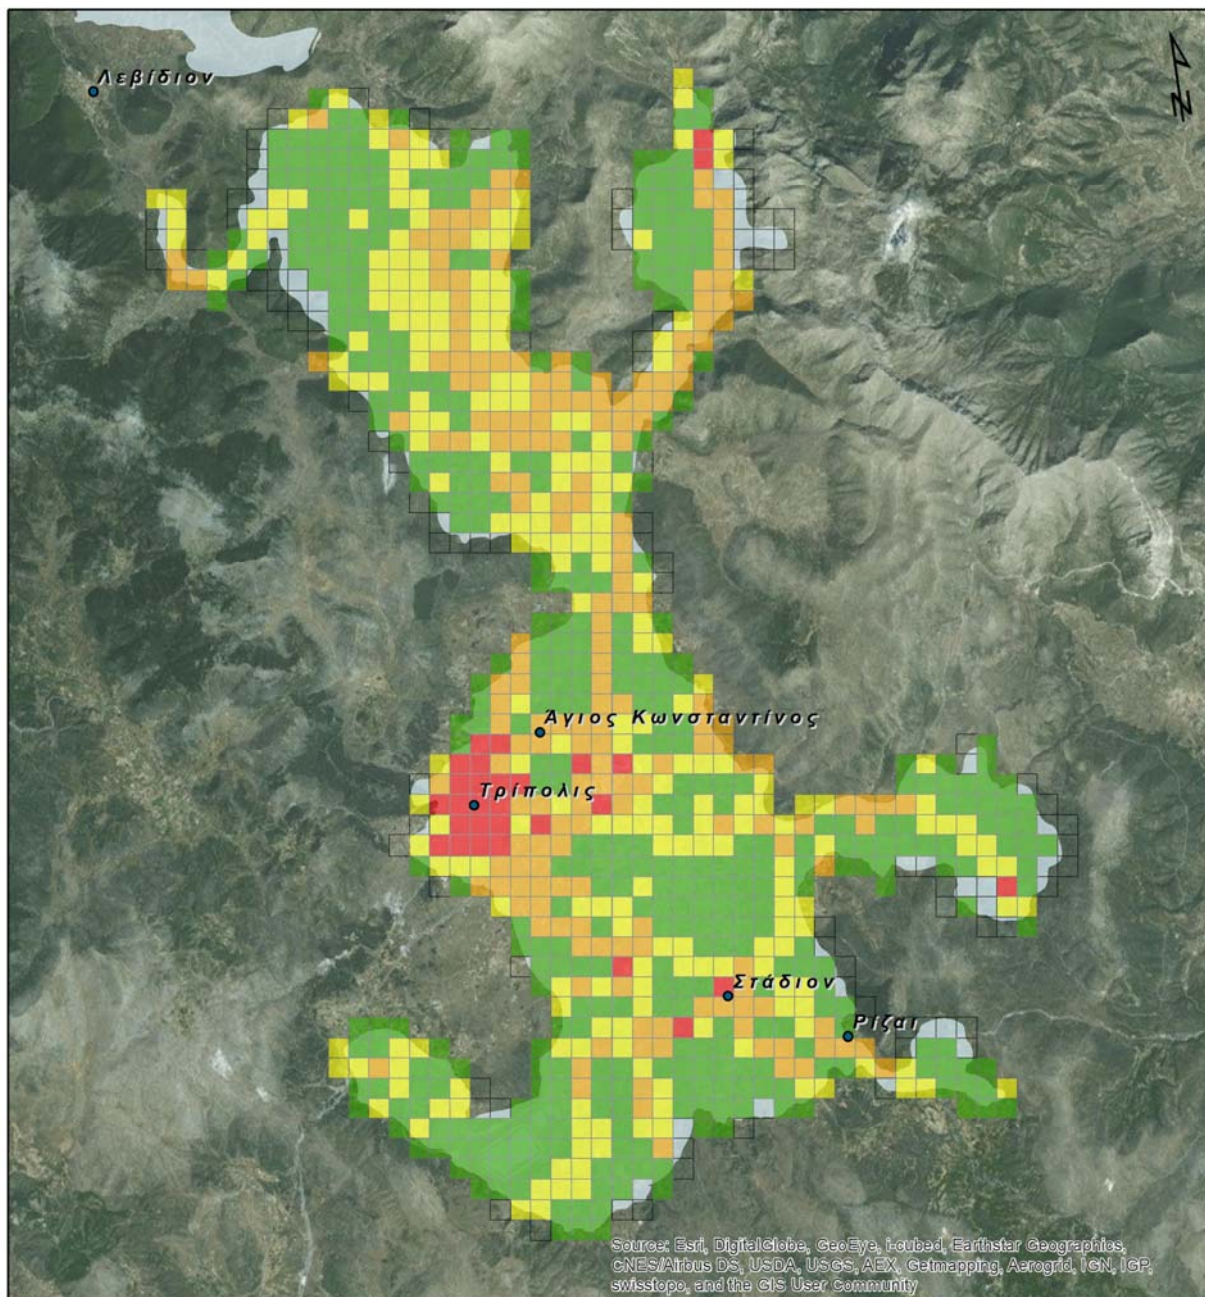 Λεβίδιον
N
Άγιος Κωνσταντίνος
Τρίπολις
Στάδιον
Ρίζαι
Source: Esri, DigitalGlobe, GeoEye, i-cubed, Earthstar Geographics,
CNES/Airbus DS, USDA, USGS, AEX, Getmapping, Aerogrid, IGN, IGP,
swisstopo, and the GIS User Community